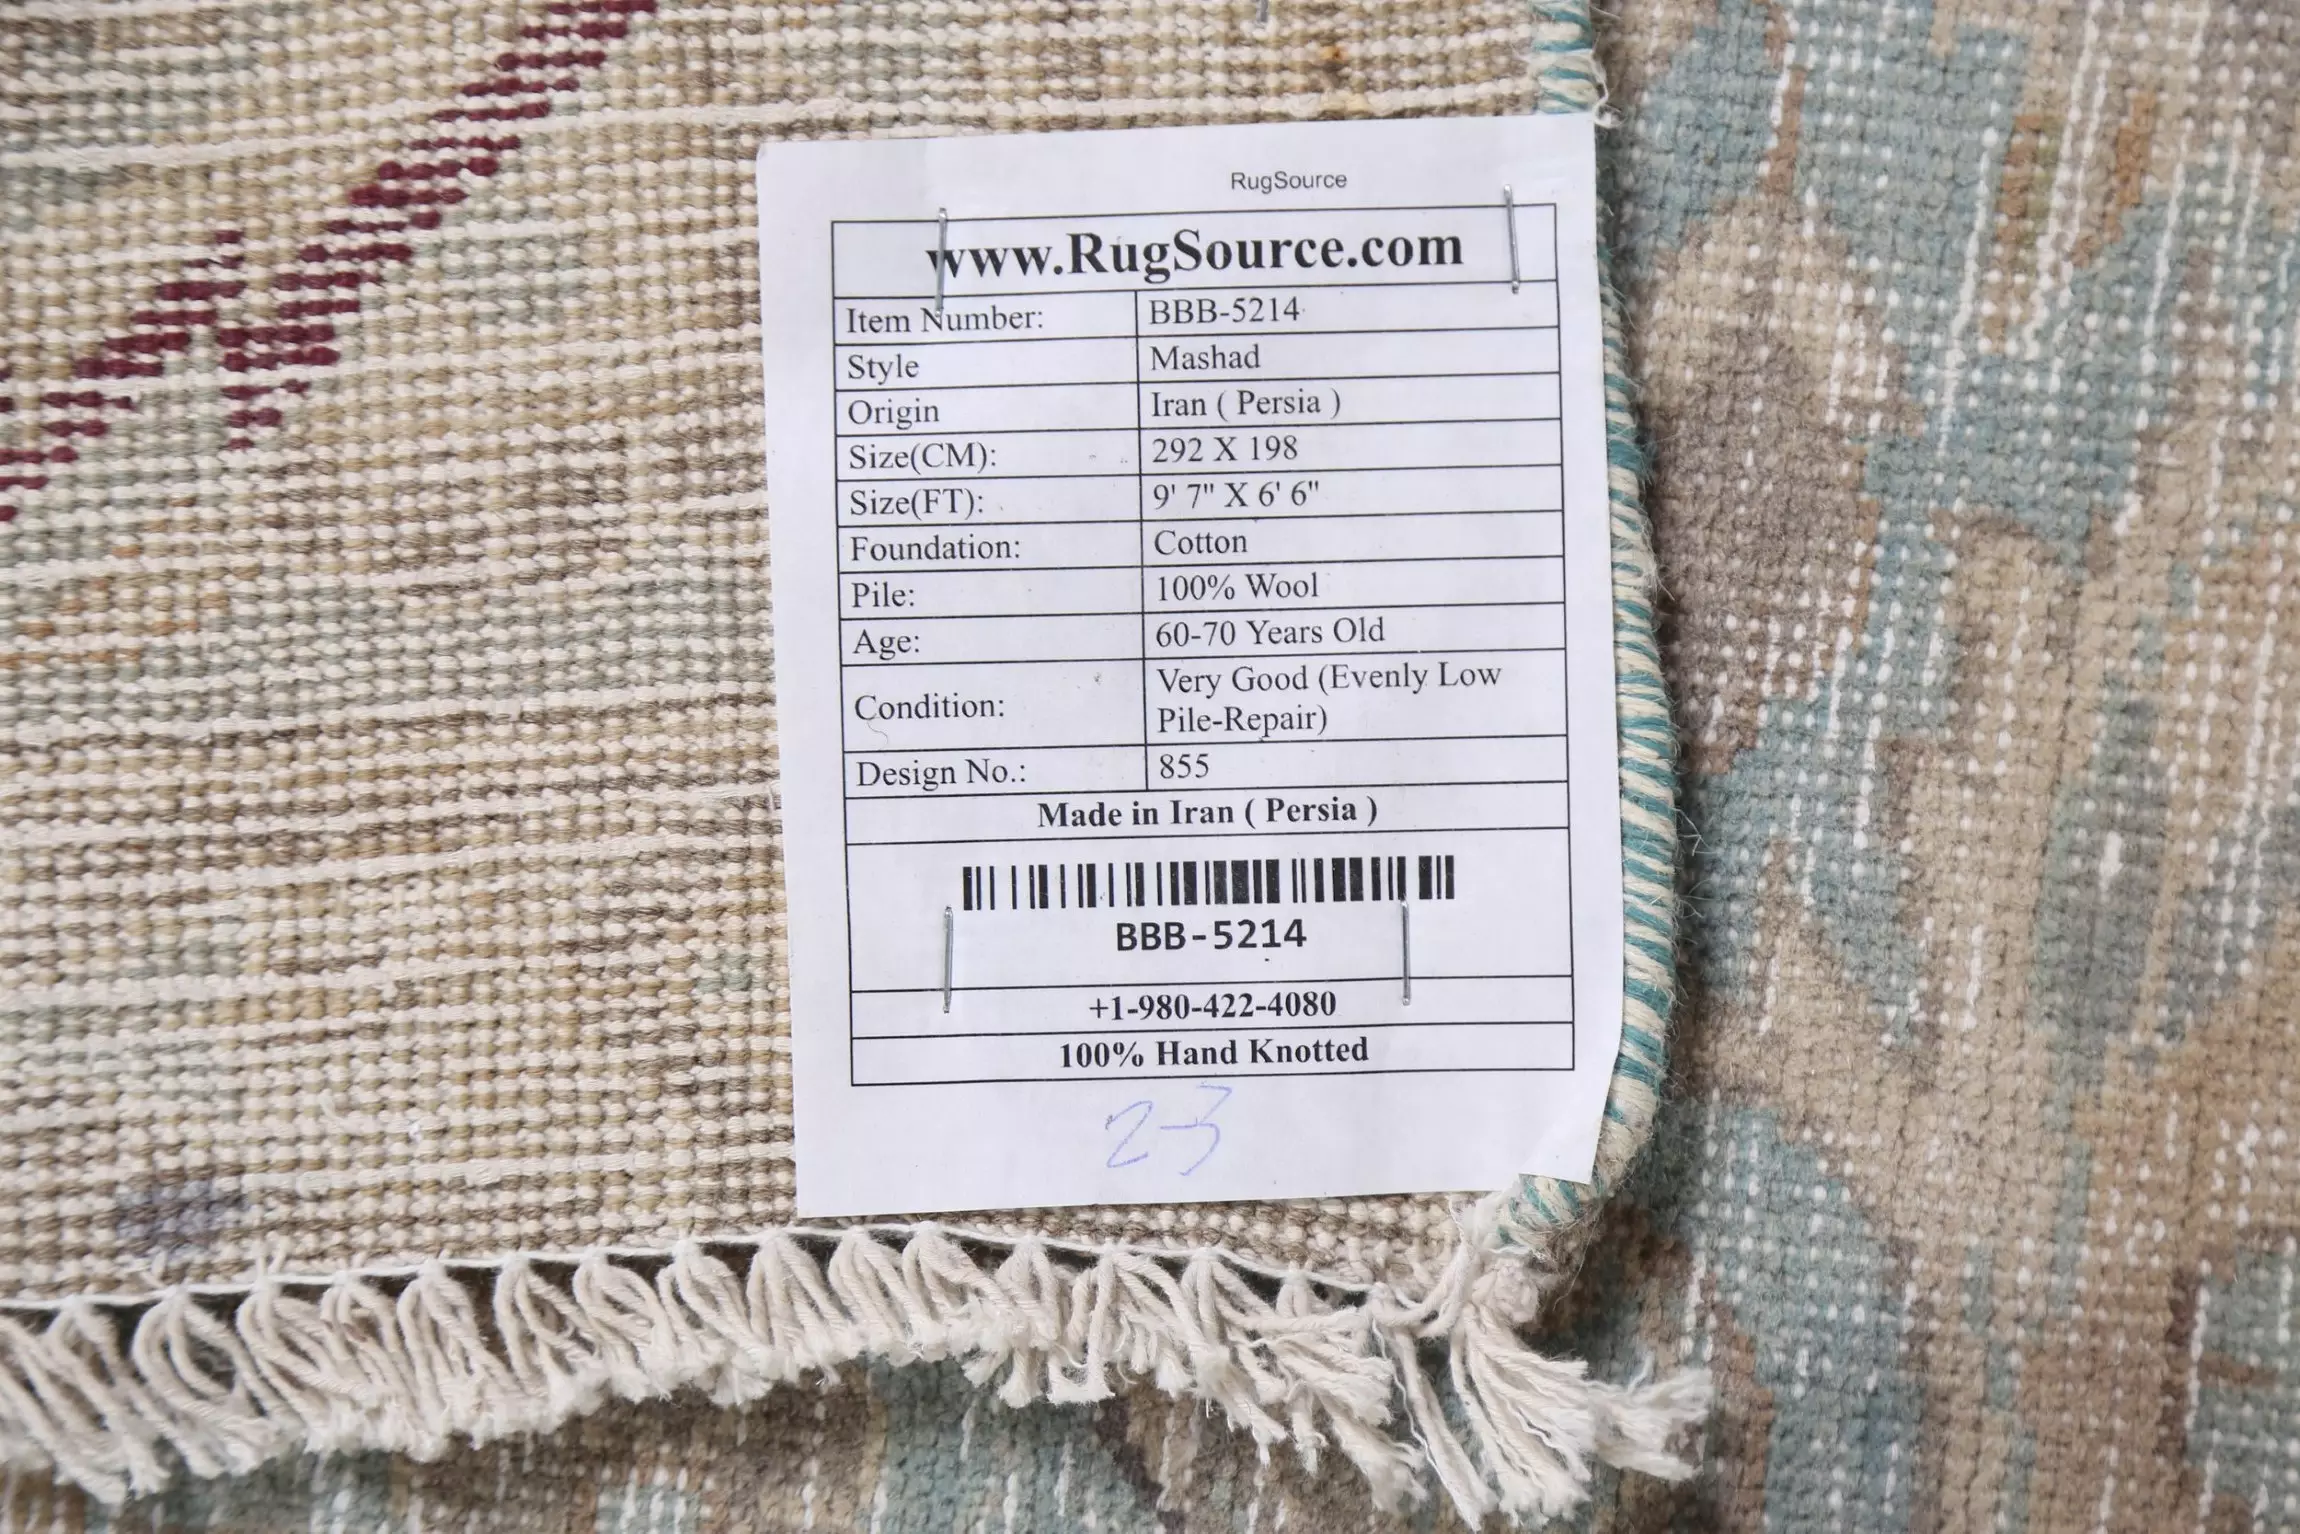 RugSource
www.RugSource.com
Item Number: BBB-5214
Style Mashad
Origin Iran ( Persia )
Size(CM): 292 X 198
Size(FT): 9' 7" X 6' 6"
Foundation: Cotton
Pile: 100% Wool
Age: 60-70 Years Old
Condition: Very Good (Evenly Low
Pile-Repair)
Design No.: 855
Made in Iran ( Persia )
BBB-5214
+1-980-422-4080
100% Hand Knotted
23